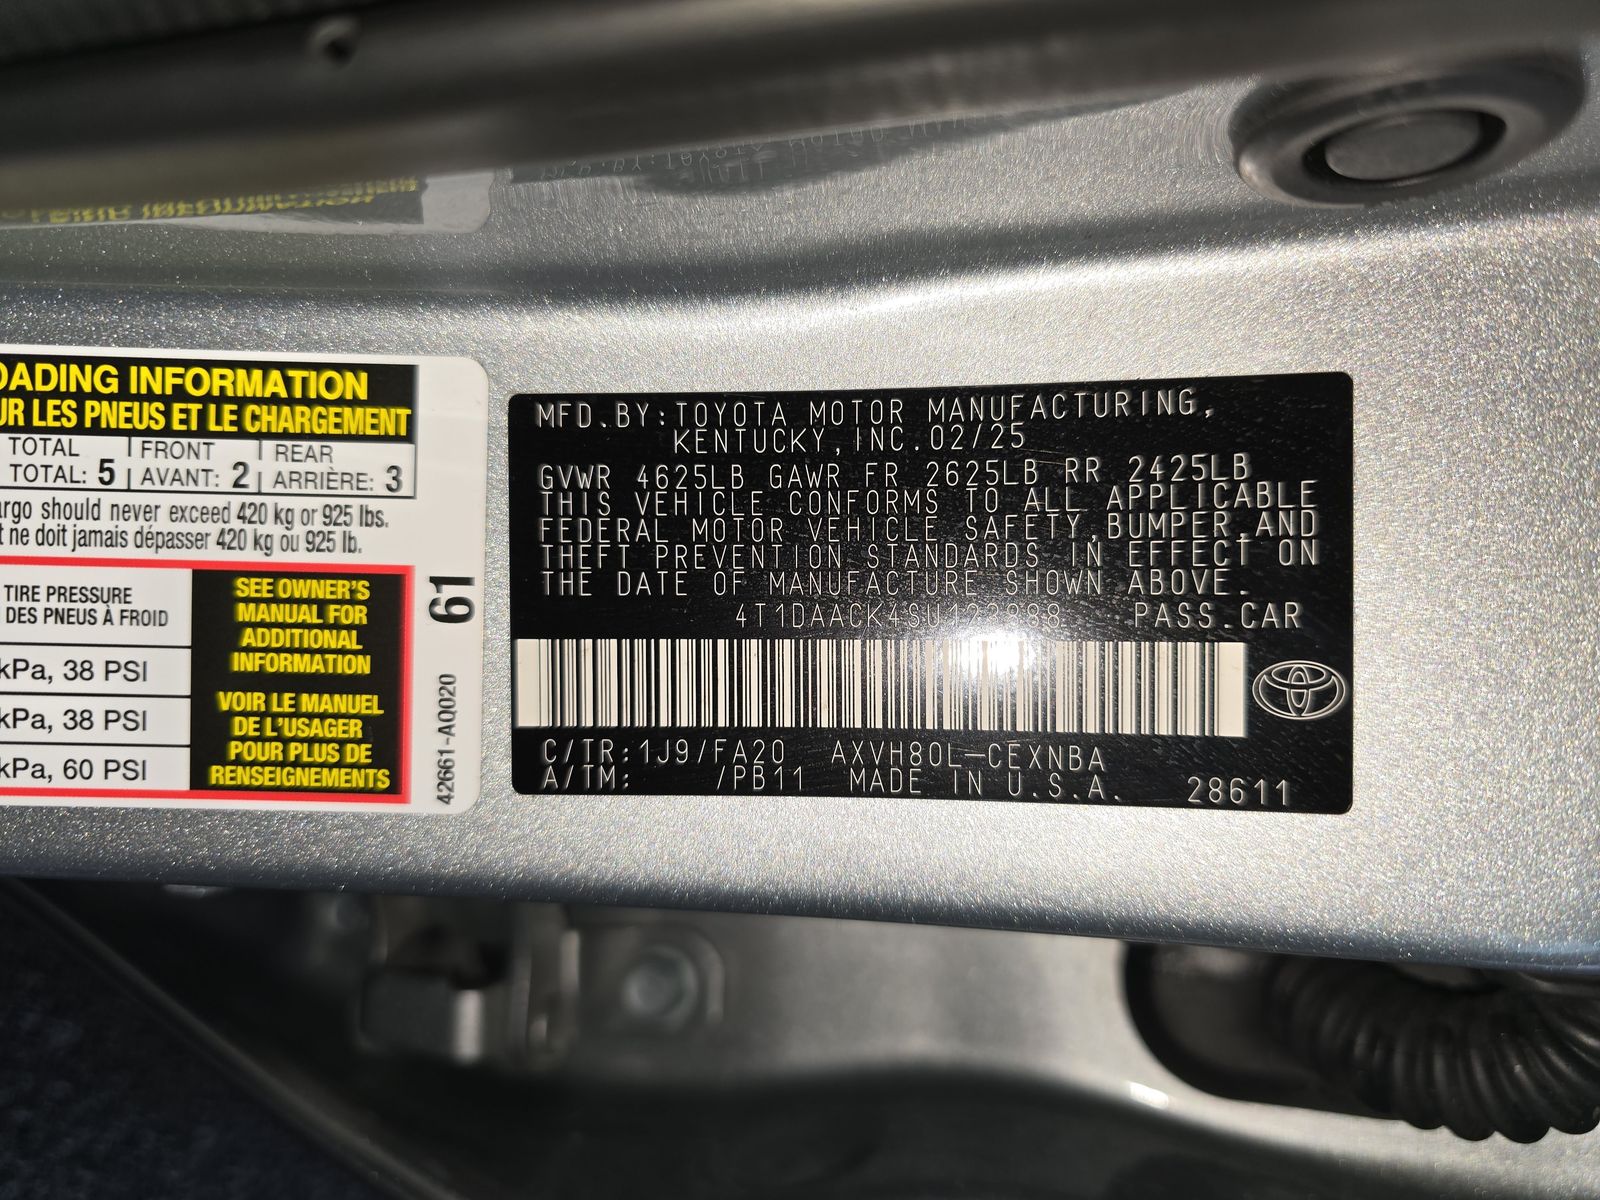 OADING INFORMATION
UR LES PNEUS ET LE CHARGEMENT
TOTAL FRONT REAR
TOTAL: 5 AVANT: 2 ARRIÈRE: 3
argo should never exceed 420 kg or 925 lbs.
t ne doit jamais dépasser 420 kg ou 925 lb.
TIRE PRESSURE
DES PNEUS À FROID
kPa, 38 PSI
kPa, 38 PSI
kPa, 60 PSI
SEE OWNER'S
MANUAL FOR
ADDITIONAL
INFORMATION
VOIR LE MANUEL
DE L'USAGER
POUR PLUS DE
RENSEIGNEMENTS
61
42661-A0020
MFD.BY:TOYOTA MOTOR MANUFACTURING,
KENTUCKY,INC.02/25
GVWR 4625LB GAWR FR 2625LB RR 2425LB
THIS VEHICLE CONFORMS TO ALL APPLICABLE
FEDERAL MOTOR VEHICLE SAFETY,BUMPER,AND
THEFT PREVENTION STANDARDS IN EFFECT ON
THE DATE OF MANUFACTURE SHOWN ABOVE.
PASS.CAR
C/TR:1J9/FA20 AXVH80L-CEXNBA
A/TM: /PB11 MADE IN U.S.A. 28611